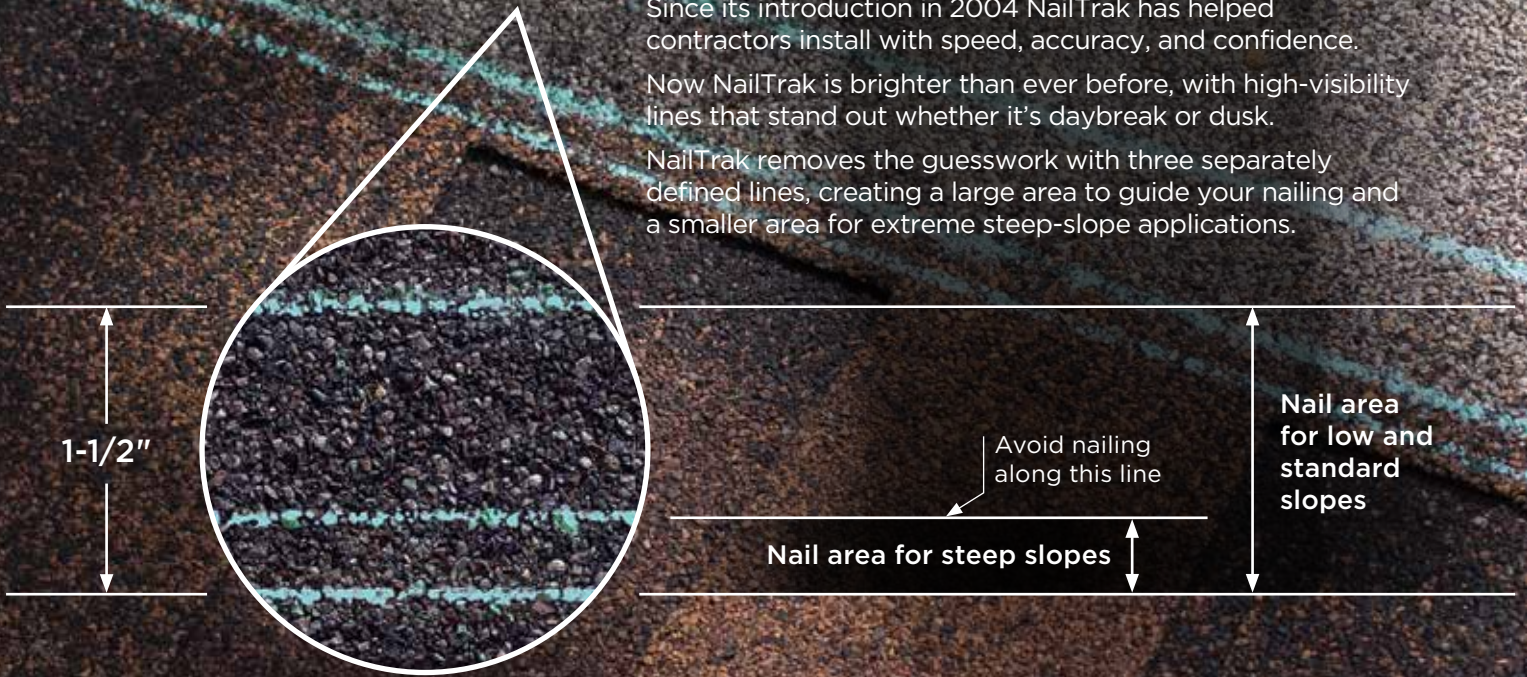 Since its introduction in 2004 NailTrak has helped
contractors install with speed, accuracy, and confidence.
Now NailTrak is brighter than ever before, with high-visibility
lines that stand out whether it’s daybreak or dusk.
NailTrak removes the guesswork with three separately
defined lines, creating a large area to guide your nailing and
a smaller area for extreme steep-slope applications.
1-1/2"
Avoid nailing
along this line
Nail area for steep slopes
Nail area
for low and
standard
slopes